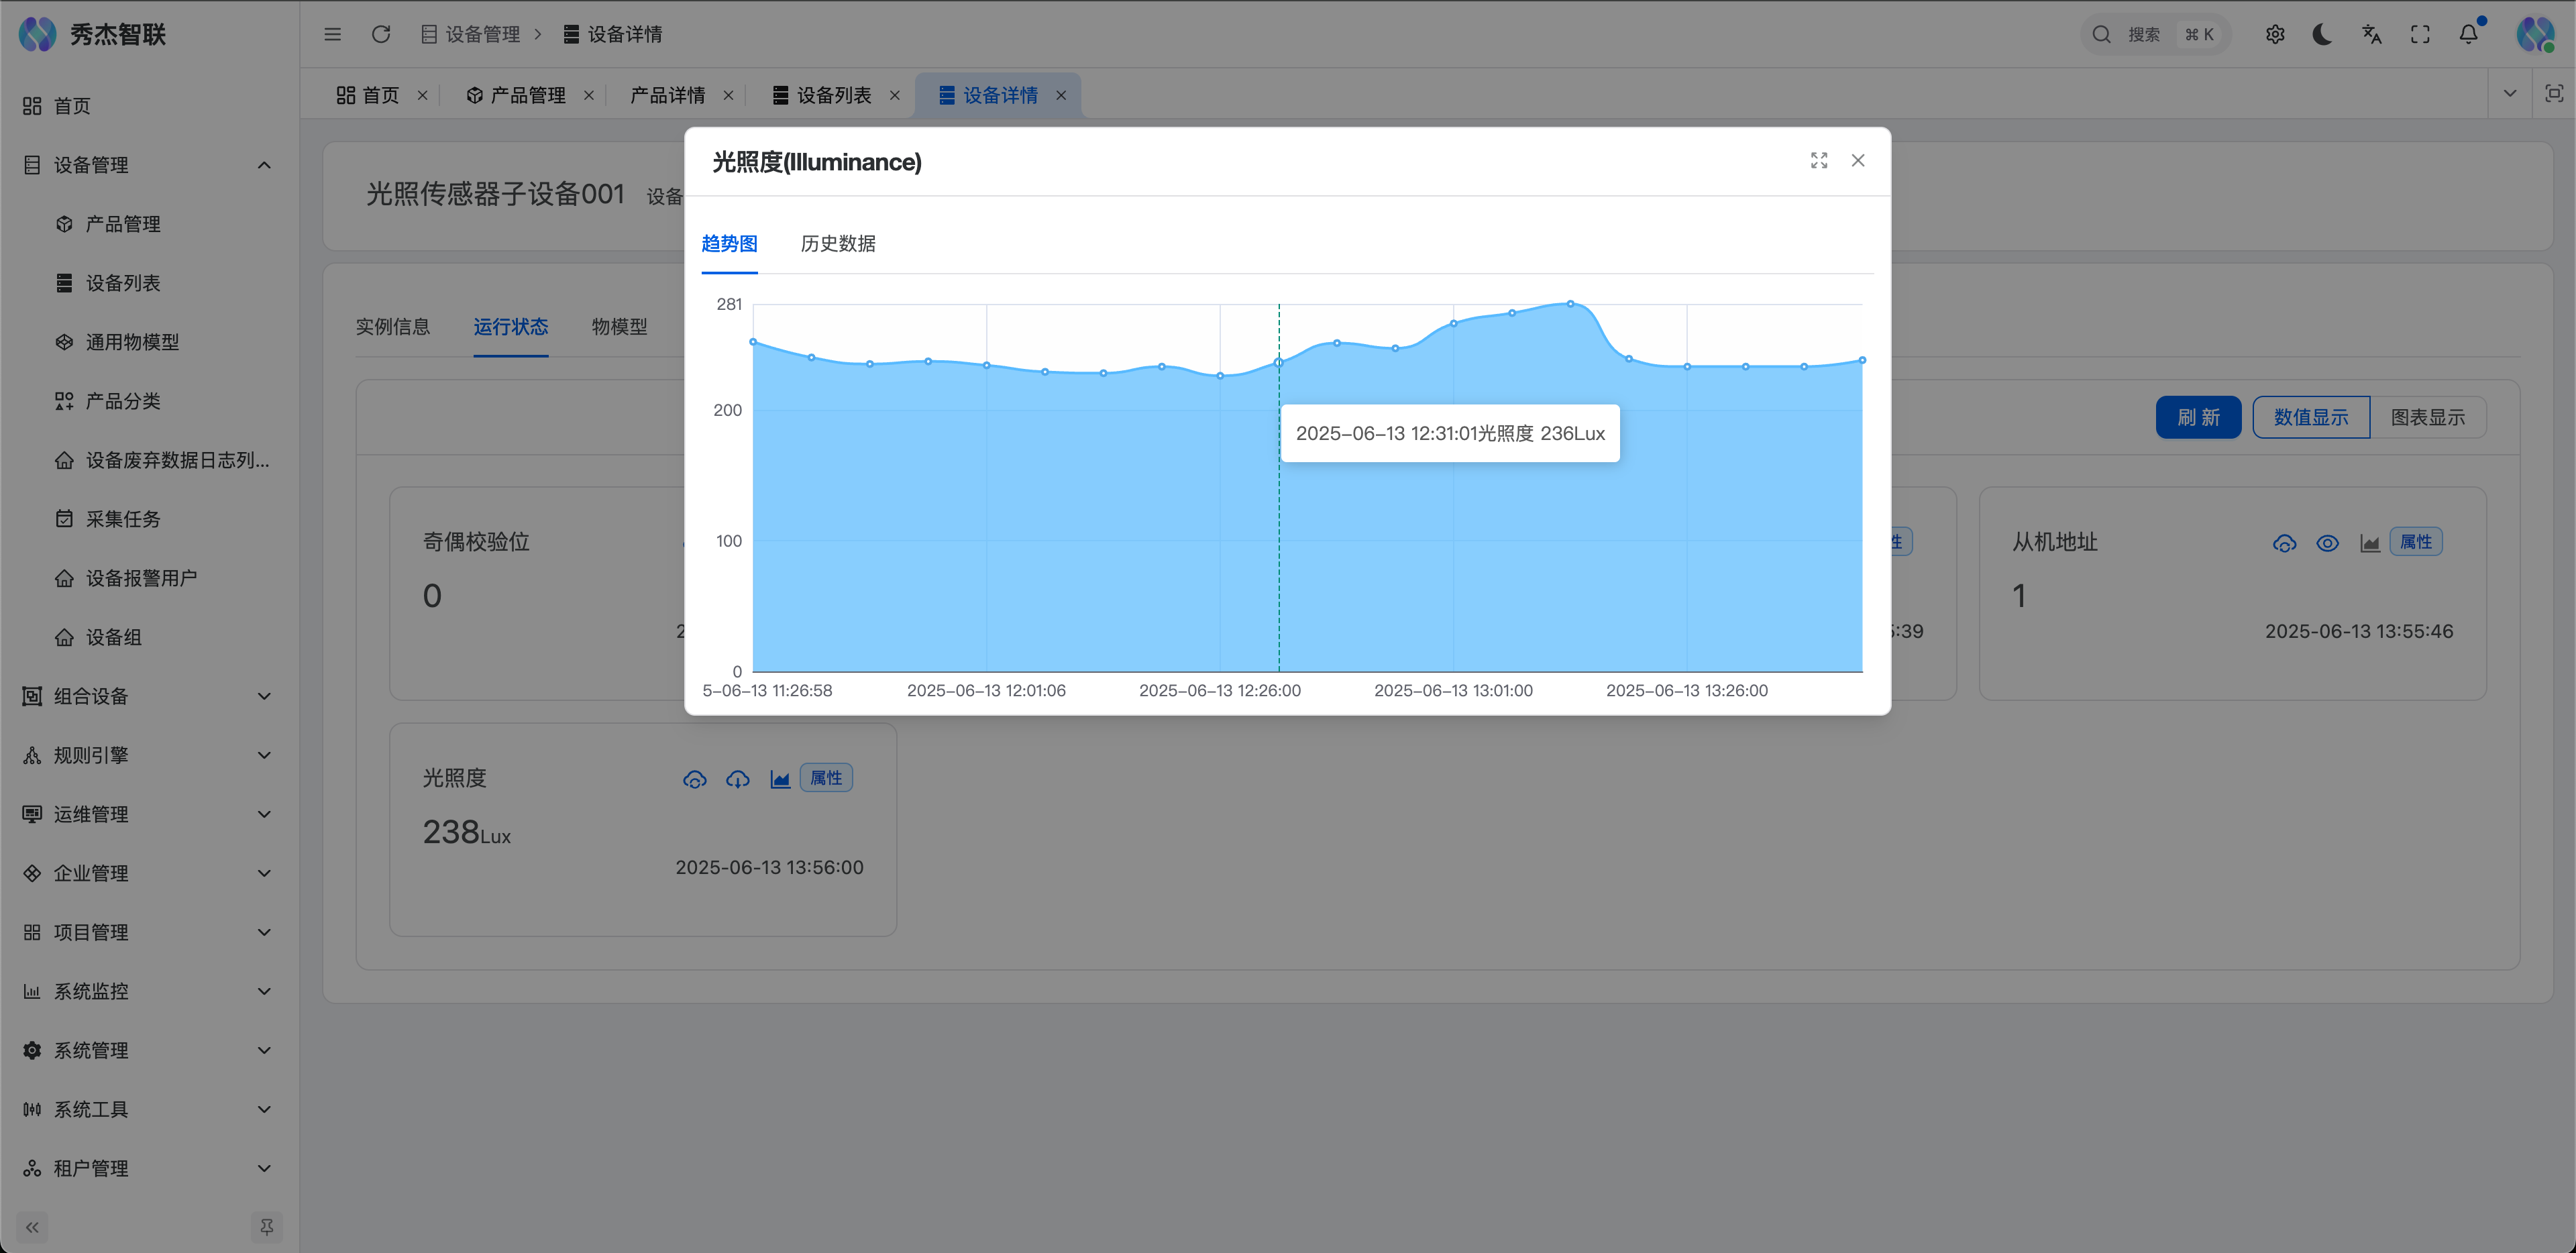 秀杰智联
设备管理 > 设备详情
搜索 ⌘ K
首页
产品管理
产品详情
设备列表
设备详情
首页
设备管理
产品管理
设备列表
通用物模型
产品分类
设备废弃数据日志列...
采集任务
设备报警用户
设备组
组合设备
规则引擎
运维管理
企业管理
项目管理
系统监控
系统管理
系统工具
租户管理
光照传感器子设备001 设备
实例信息
运行状态
物模型
刷 新
数值显示
图表显示
奇偶校验位
0
2
性
5:39
从机地址
属性
1
2025-06-13 13:55:46
光照度
属性
238Lux
2025-06-13 13:56:00
光照度(Illuminance)
趋势图
历史数据
281
200
100
0
2025-06-13 12:31:01光照度 236Lux
5-06-13 11:26:58
2025-06-13 12:01:06
2025-06-13 12:26:00
2025-06-13 13:01:00
2025-06-13 13:26:00